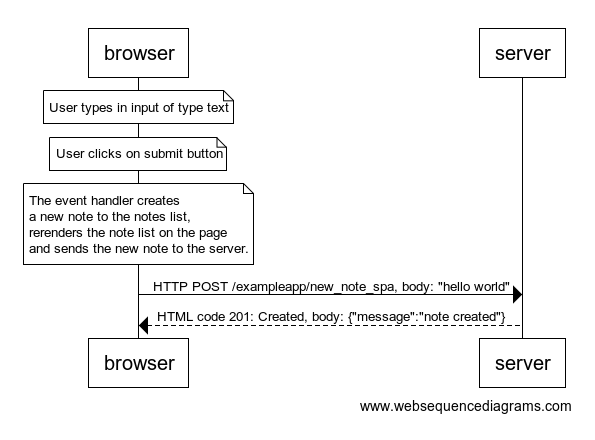 browser
server
User types in input of type text
User clicks on submit button
The event handler creates
a new note to the notes list,
rerenders the note list on the page
and sends the new note to the server.
HTTP POST /exampleapp/new_note_spa, body: "hello world"
HTML code 201: Created, body: {"message":"note created"}
browser
server
www.websequencediagrams.com